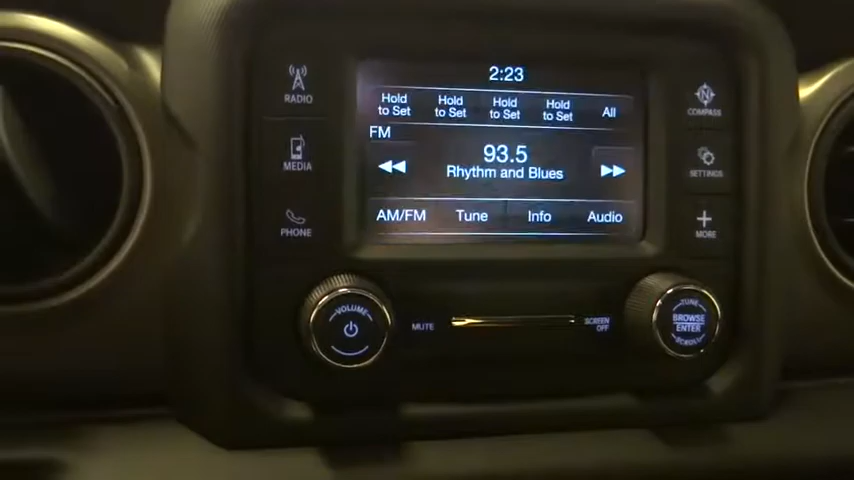 2:23
RADIO
Hold to Set
Hold to Set
Hold to Set
Hold to Set
All
COMPASS
FM
MEDIA
93.5
Rhythm and Blues
SETTINGS
PHONE
AM/FM
Tune
Info
Audio
MORE
VOLUME
MUTE
SCREEN OFF
TUNE
BROWSE
ENTER
SCROLL